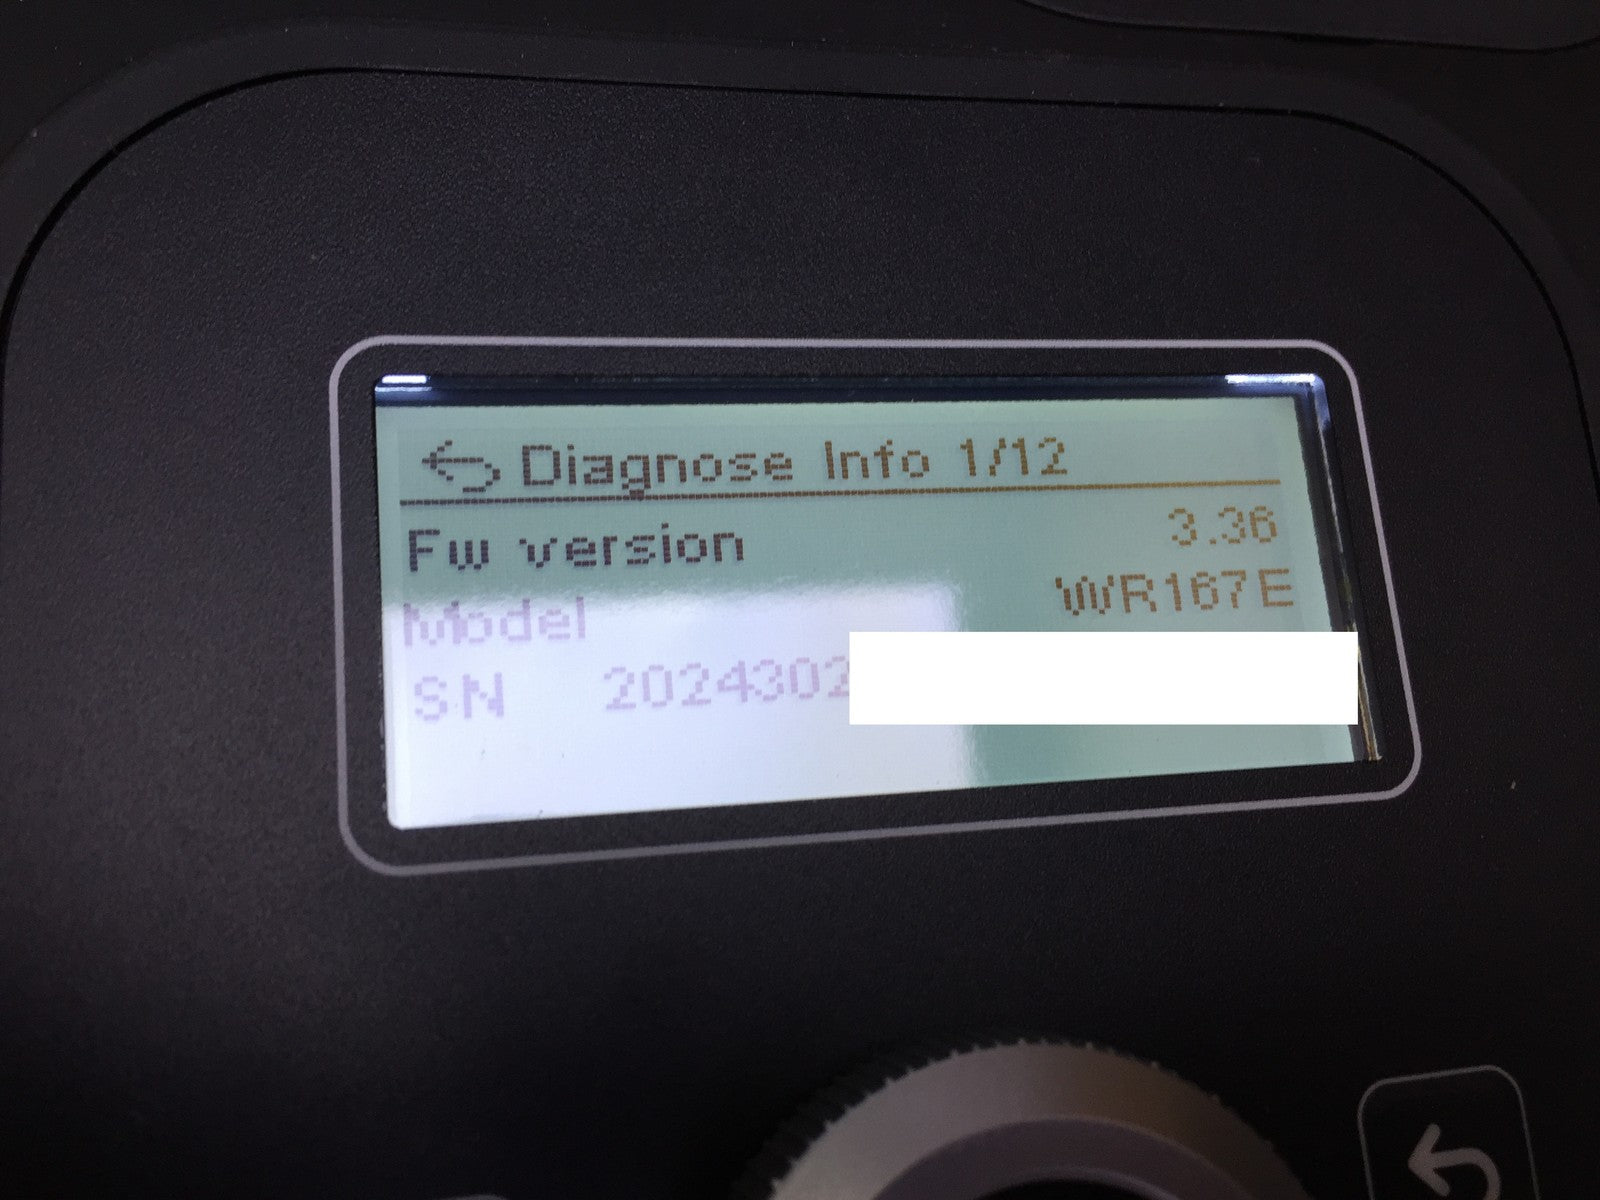 Diagnose Info 1/12
Fw version 3.36
Model WR167E
SN 2024302